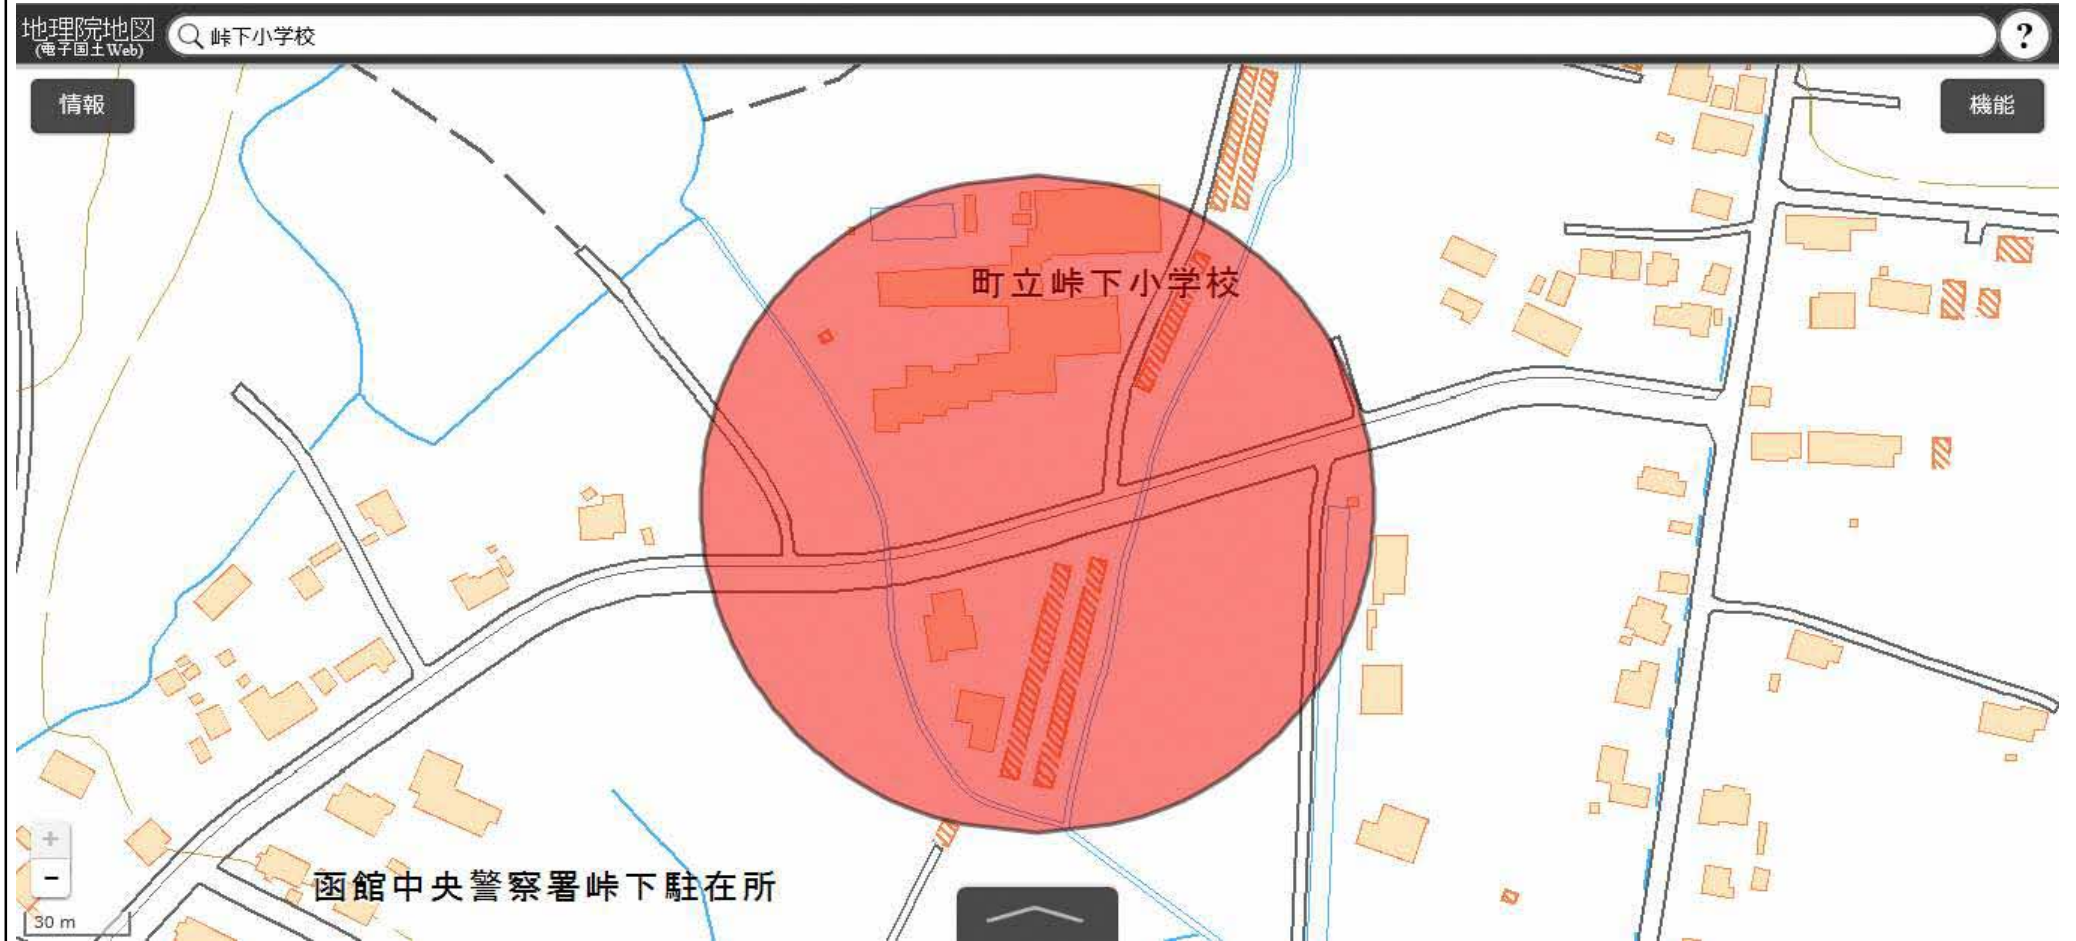 地理院地図
(電子国土Web)
峠下小学校
?
情報
機能
町立峠下小学校
函館中央警察署峠下駐在所
+
−
30 m